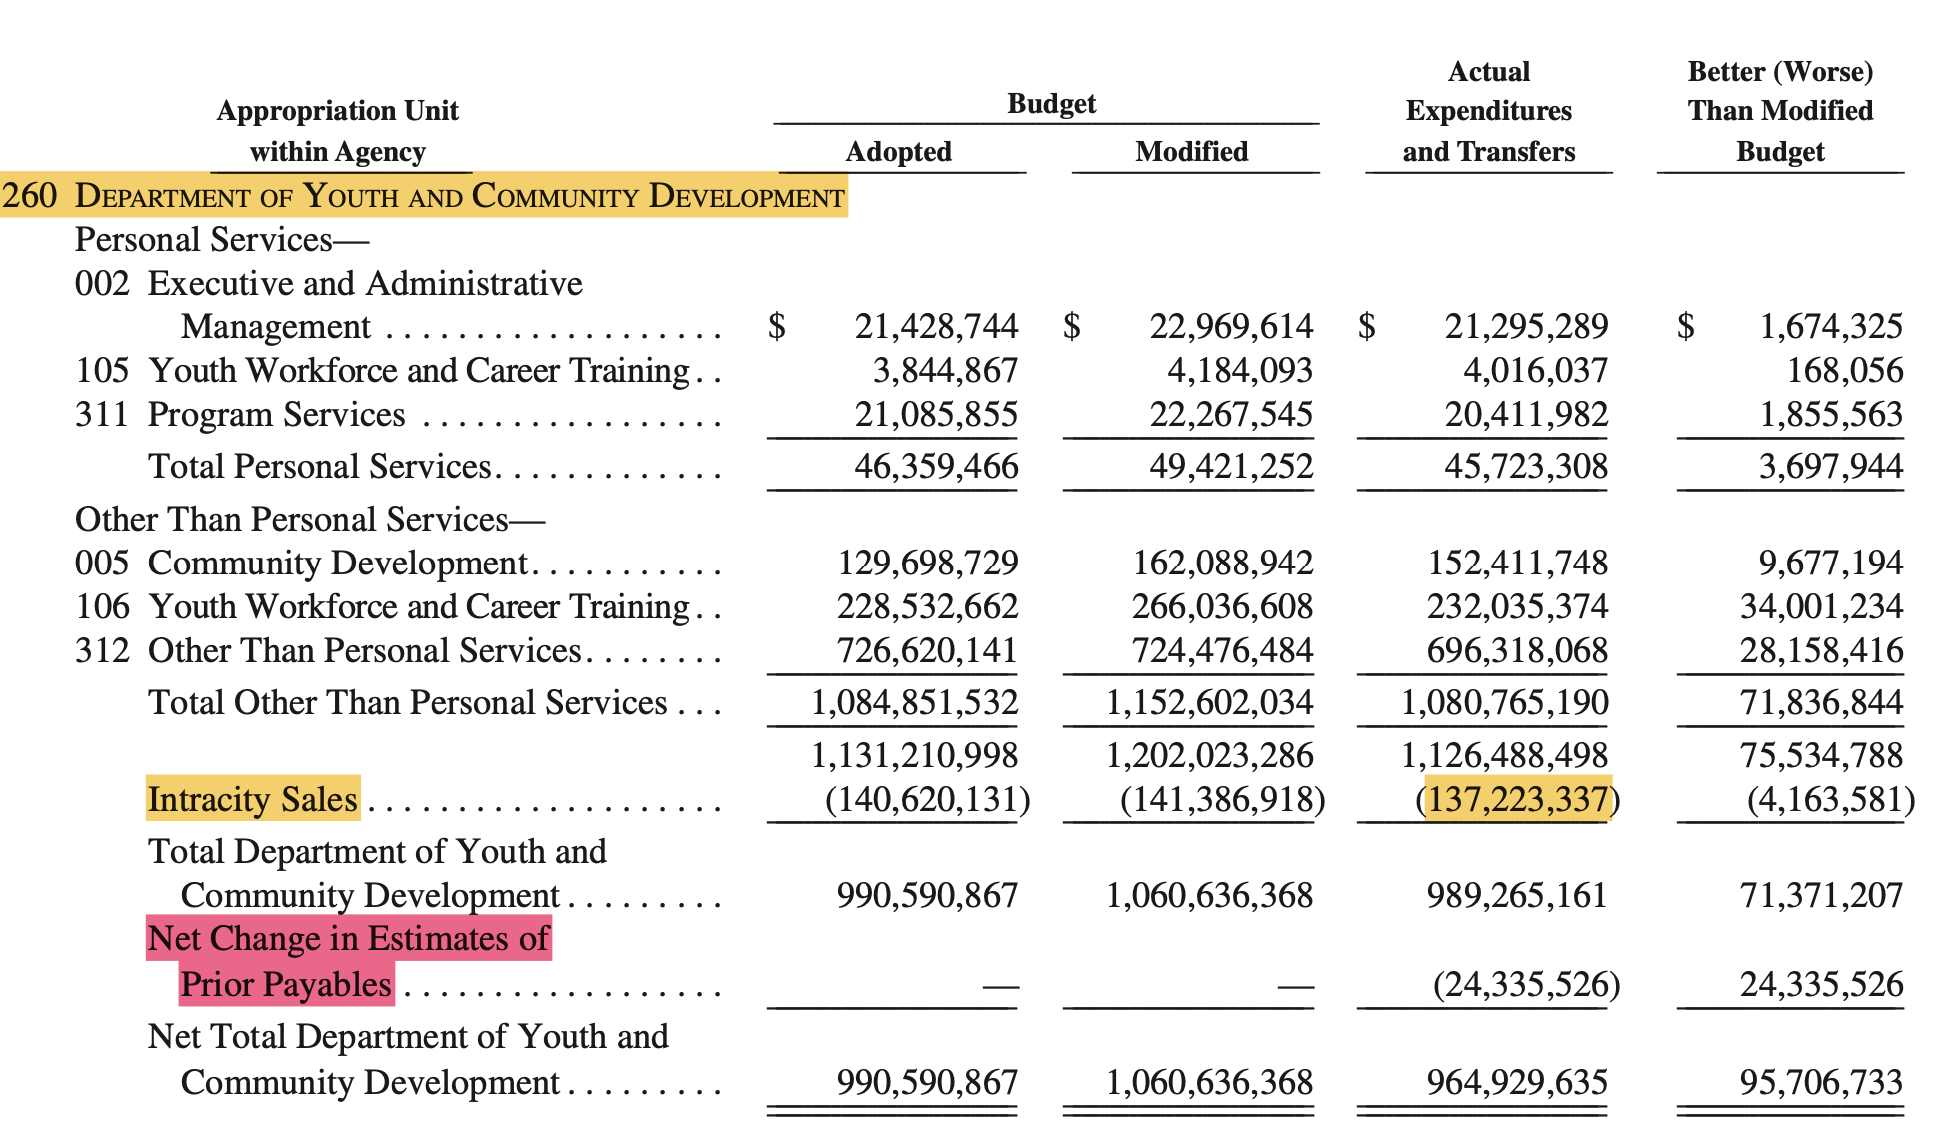 Actual Better (Worse)
Appropriation Unit Budget Expenditures Than Modified
within Agency Adopted Modified and Transfers Budget
260 DEPARTMENT OF YOUTH AND COMMUNITY DEVELOPMENT
Personal Services—
002 Executive and Administrative
Management . . . . . . . . . . . . . . . . . . . $ 21,428,744 $ 22,969,614 $ 21,295,289 $ 1,674,325
105 Youth Workforce and Career Training . . 3,844,867 4,184,093 4,016,037 168,056
311 Program Services . . . . . . . . . . . . . . . . . 21,085,855 22,267,545 20,411,982 1,855,563
Total Personal Services. . . . . . . . . . . . . 46,359,466 49,421,252 45,723,308 3,697,944
Other Than Personal Services—
005 Community Development. . . . . . . . . . . 129,698,729 162,088,942 152,411,748 9,677,194
106 Youth Workforce and Career Training . . 228,532,662 266,036,608 232,035,374 34,001,234
312 Other Than Personal Services. . . . . . . . 726,620,141 724,476,484 696,318,068 28,158,416
Total Other Than Personal Services . . . 1,084,851,532 1,152,602,034 1,080,765,190 71,836,844
1,131,210,998 1,202,023,286 1,126,488,498 75,534,788
Intracity Sales . . . . . . . . . . . . . . . . . . . . (140,620,131) (141,386,918) (137,223,337) (4,163,581)
Total Department of Youth and
Community Development . . . . . . . . . 990,590,867 1,060,636,368 989,265,161 71,371,207
Net Change in Estimates of
Prior Payables . . . . . . . . . . . . . . . . . . — — (24,335,526) 24,335,526
Net Total Department of Youth and
Community Development . . . . . . . . . 990,590,867 1,060,636,368 964,929,635 95,706,733